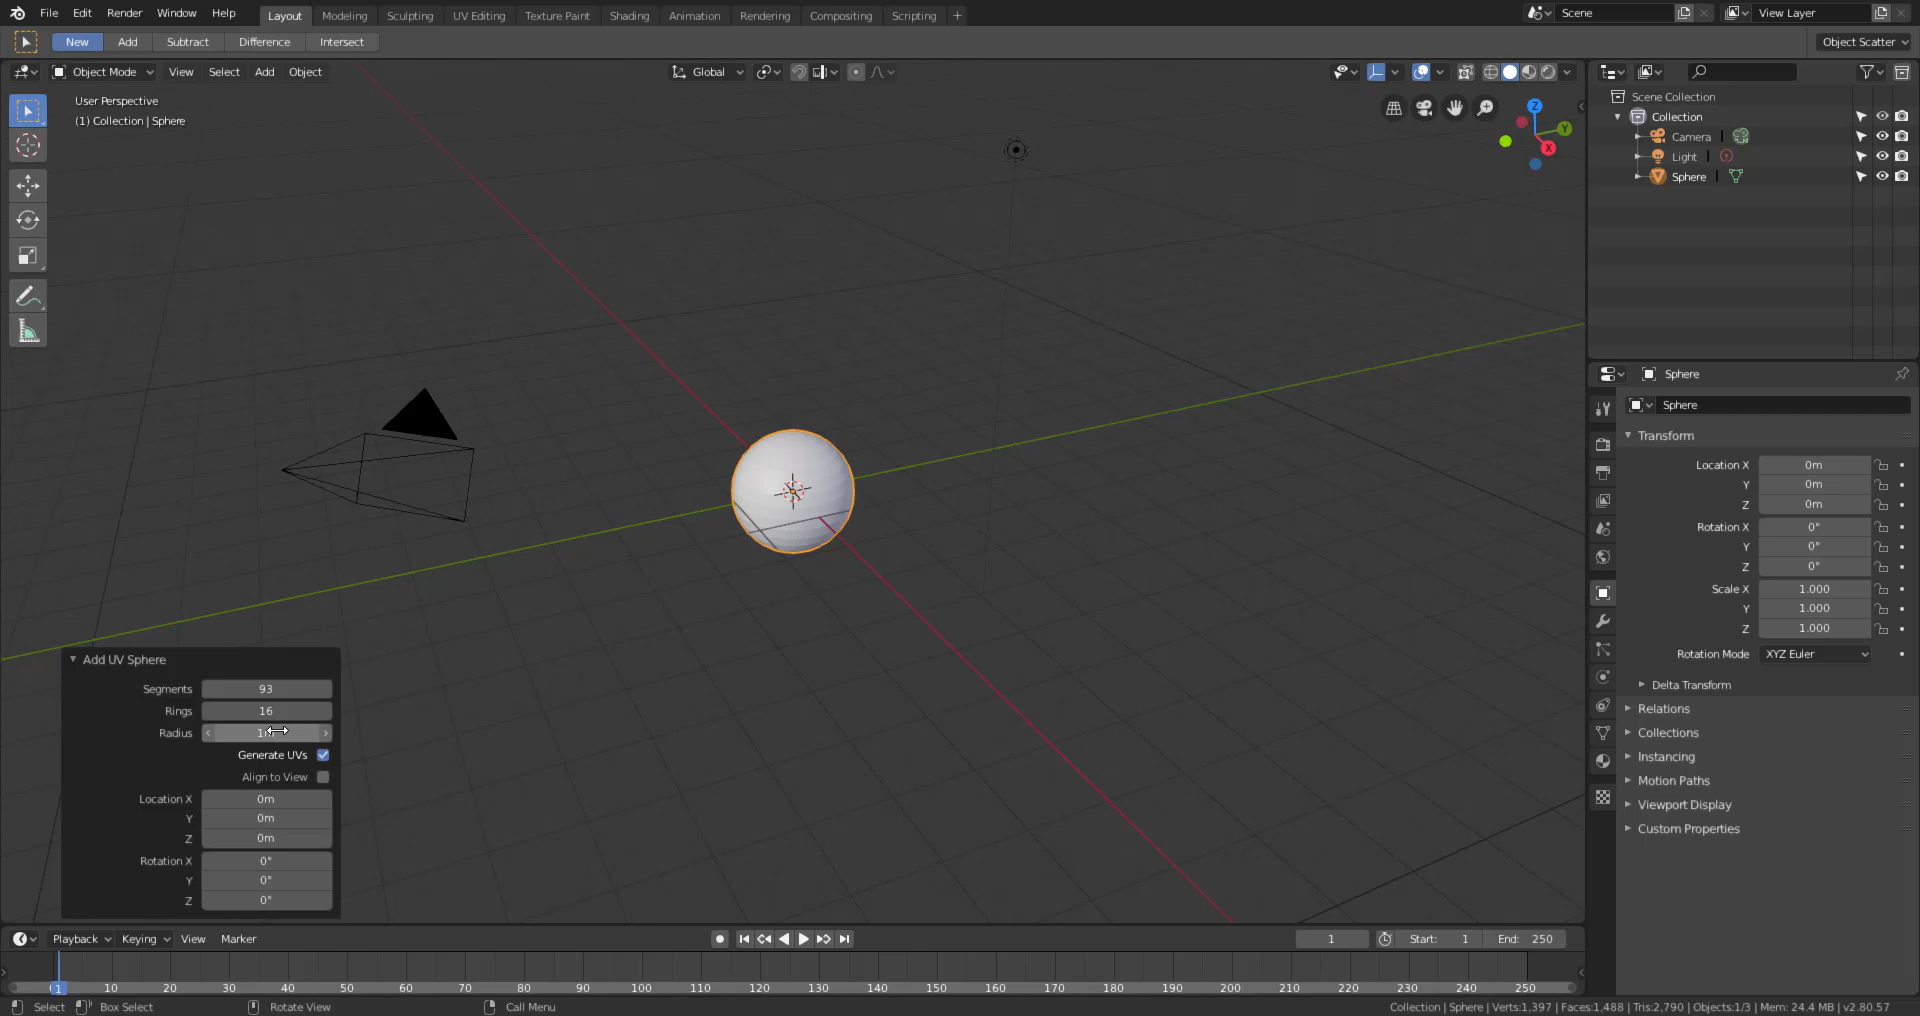 File Edit Render Window Help Layout Modeling Sculpting UV Editing Texture Paint Shading Animation Rendering Compositing Scripting + Scene View Layer
New Add Subtract Difference Intersect Object Scatter
Object Mode View Select Add Object Global
User Perspective
(1) Collection | Sphere
Z
Y
X
Scene Collection
Collection
Camera
Light
Sphere
Sphere
Sphere
Transform
Location X 0m
Y 0m
Z 0m
Rotation X 0°
Y 0°
Z 0°
Scale X 1.000
Y 1.000
Z 1.000
Rotation Mode XYZ Euler
Delta Transform
Relations
Collections
Instancing
Motion Paths
Viewport Display
Custom Properties
Add UV Sphere
Segments 93
Rings 16
Radius
Generate UVs
Align to View
Location X 0m
Y 0m
Z 0m
Rotation X 0°
Y 0°
Z 0°
Playback Keying View Marker 1 Start: 1 End: 250
1 10 20 30 40 50 60 70 80 90 100 110 120 130 140 150 160 170 180 190 200 210 220 230 240 250
Select Box Select Rotate View Call Menu Collection | Sphere | Verts:1,397 | Faces:1,488 | Tris:2,790 | Objects:1/3 | Mem: 24.4 MB | v2.80.57